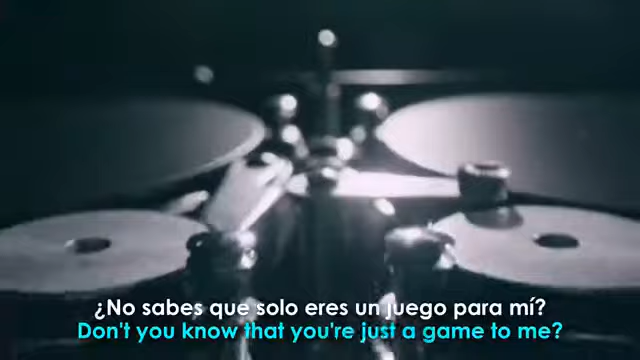 ¿No sabes que solo eres un juego para mí?
Don't you know that you're just a game to me?